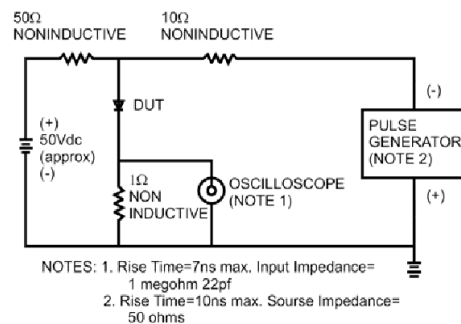 50Ω
NONINDUCTIVE
10Ω
NONINDUCTIVE
(+)
50Vdc
(approx)
(-)
DUT
1Ω
NON
INDUCTIVE
OSCILLOSCOPE
(NOTE 1)
(-)
PULSE
GENERATOR
(NOTE 2)
(+)
NOTES: 1. Rise Time=7ns max. Input Impedance=
1 megohm 22pf
2. Rise Time=10ns max. Sourse Impedance=
50 ohms